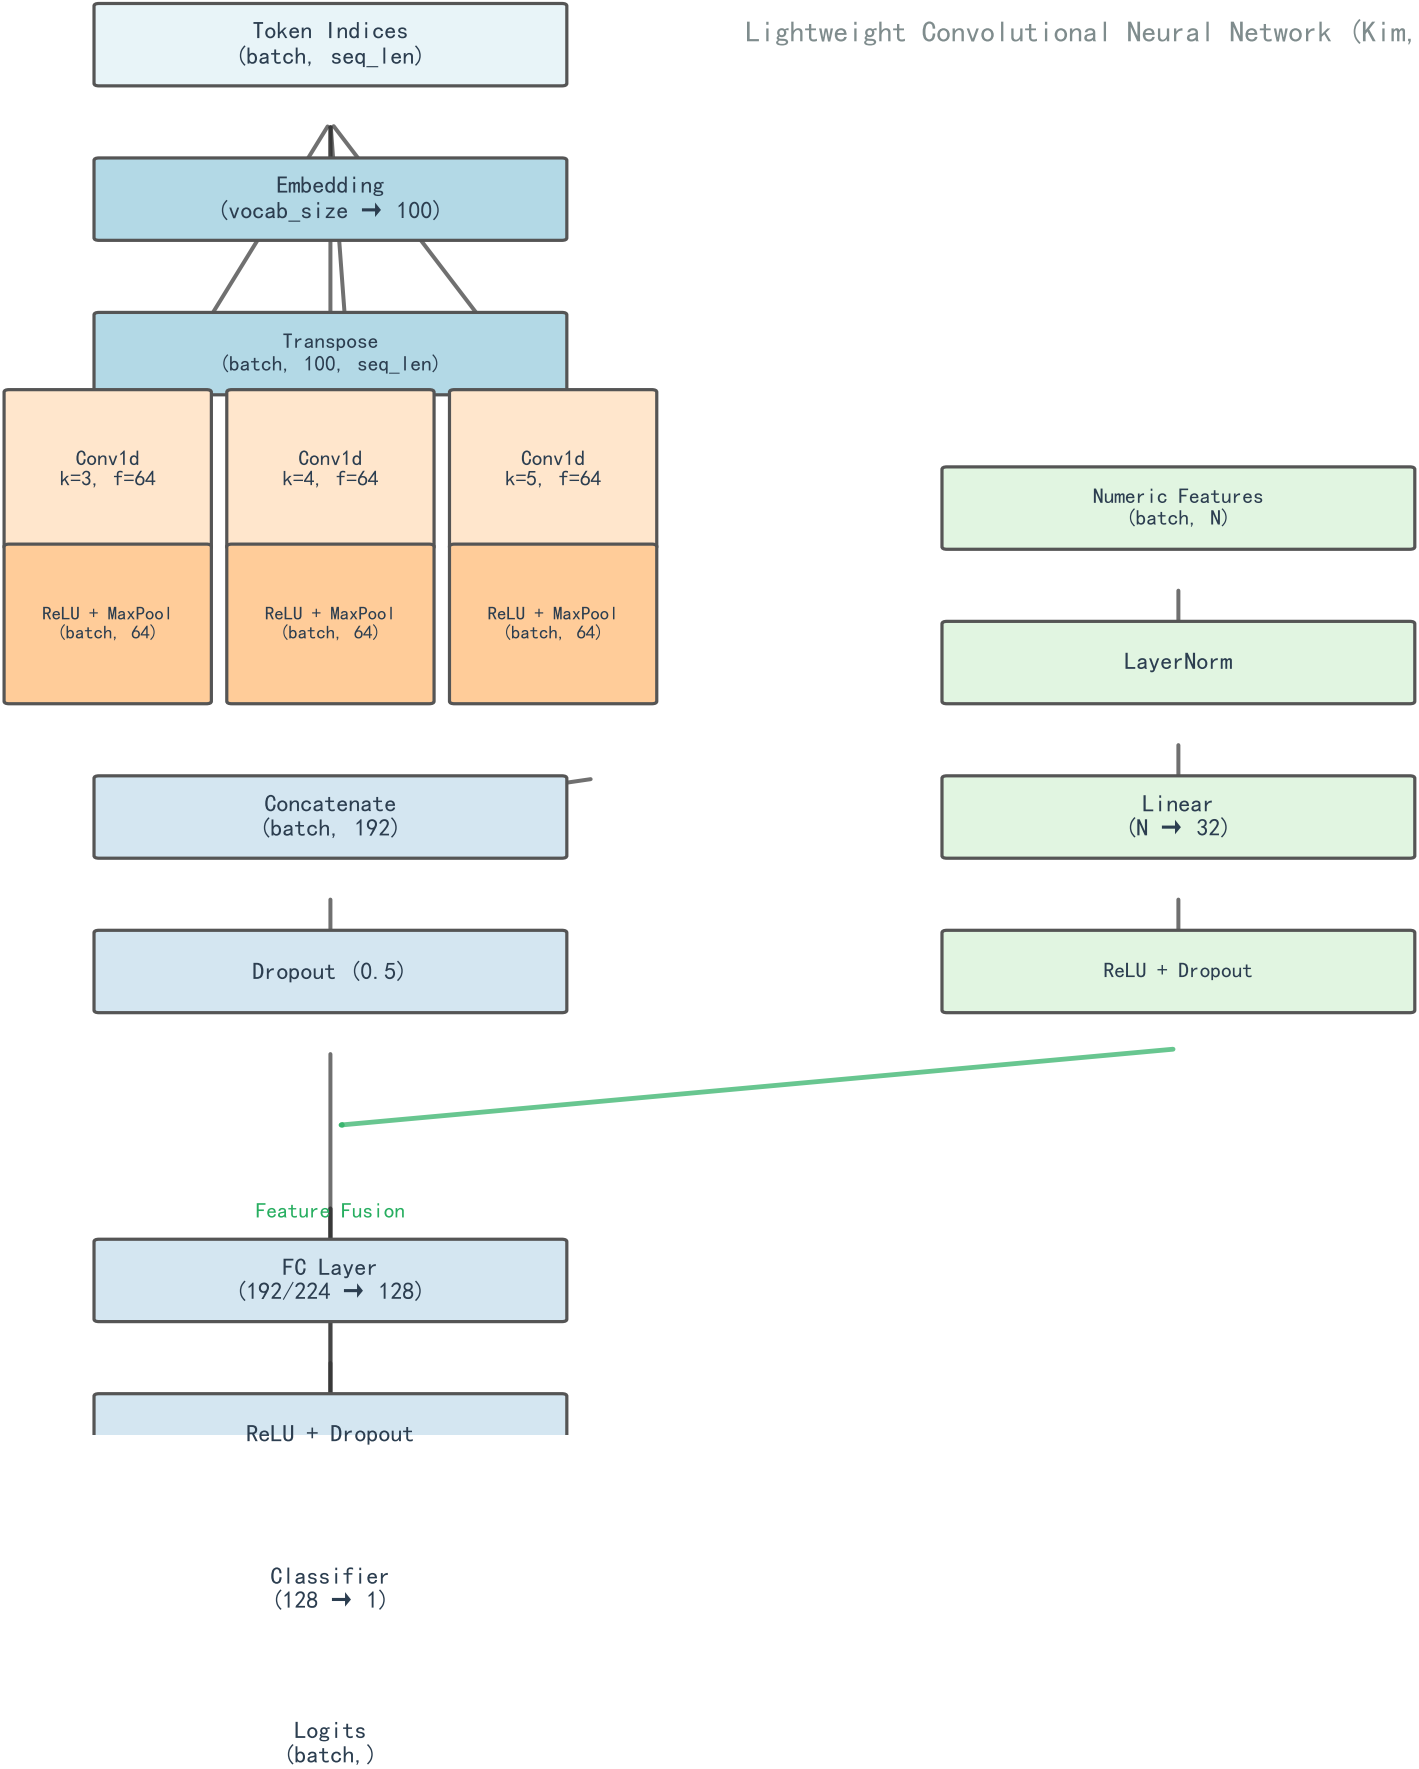 Lightweight Convolutional Neural Network (Kim,
Token Indices
(batch, seq_len)
Embedding
(vocab_size → 100)
Transpose
(batch, 100, seq_len)
Conv1d
k=3, f=64
Conv1d
k=4, f=64
Conv1d
k=5, f=64
ReLU + MaxPool
(batch, 64)
ReLU + MaxPool
(batch, 64)
ReLU + MaxPool
(batch, 64)
Concatenate
(batch, 192)
Dropout (0.5)
Numeric Features
(batch, N)
LayerNorm
Linear
(N → 32)
ReLU + Dropout
Feature Fusion
FC Layer
(192/224 → 128)
ReLU + Dropout
Classifier
(128 → 1)
Logits
(batch,)